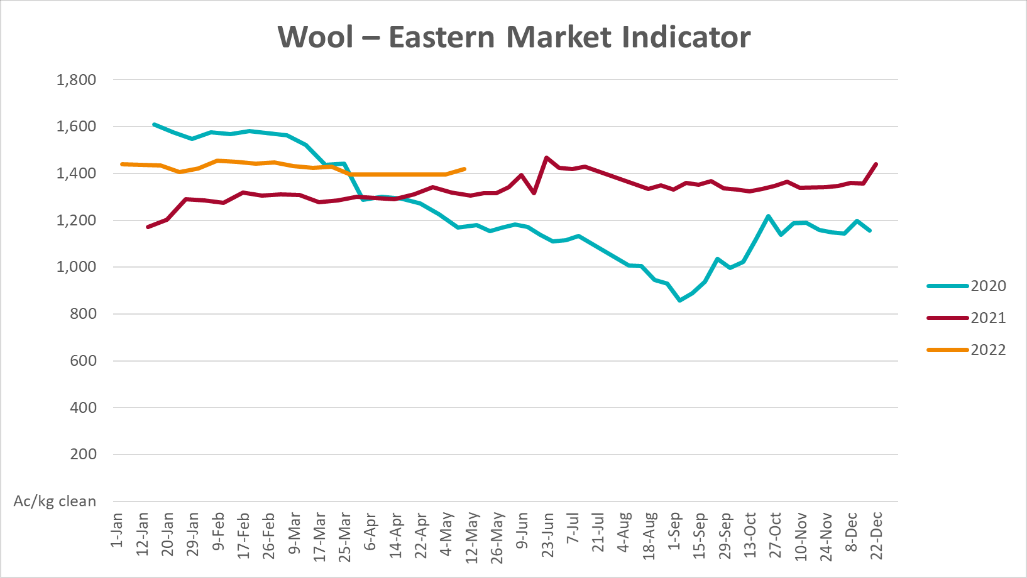 Wool – Eastern Market Indicator
1,800
1,600
1,400
1,200
1,000
800
600
400
200
Ac/kg clean
1-Jan
12-Jan
20-Jan
29-Jan
9-Feb
17-Feb
26-Feb
9-Mar
17-Mar
25-Mar
6-Apr
14-Apr
22-Apr
4-May
12-May
26-May
9-Jun
23-Jun
7-Jul
21-Jul
4-Aug
18-Aug
1-Sep
15-Sep
29-Sep
13-Oct
27-Oct
10-Nov
24-Nov
8-Dec
22-Dec
2020
2021
2022